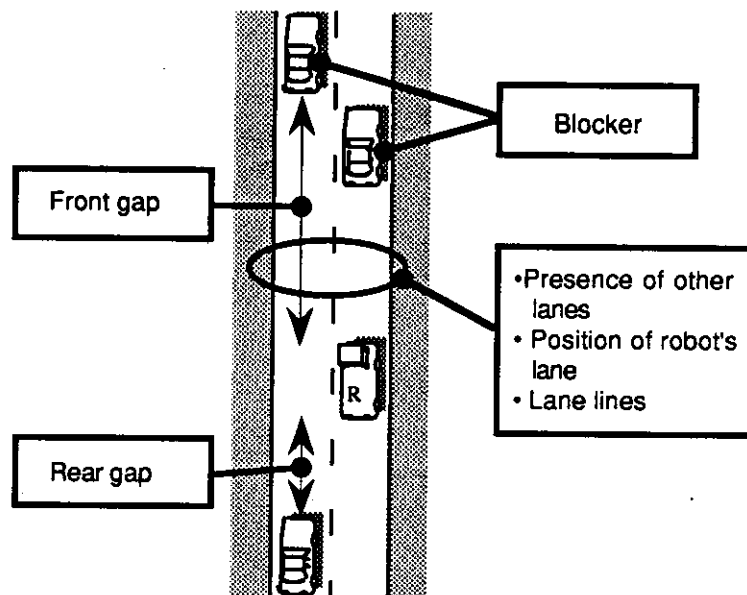 Blocker
Front gap
•Presence of other
lanes
• Position of robot's
lane
• Lane lines
R
Rear gap